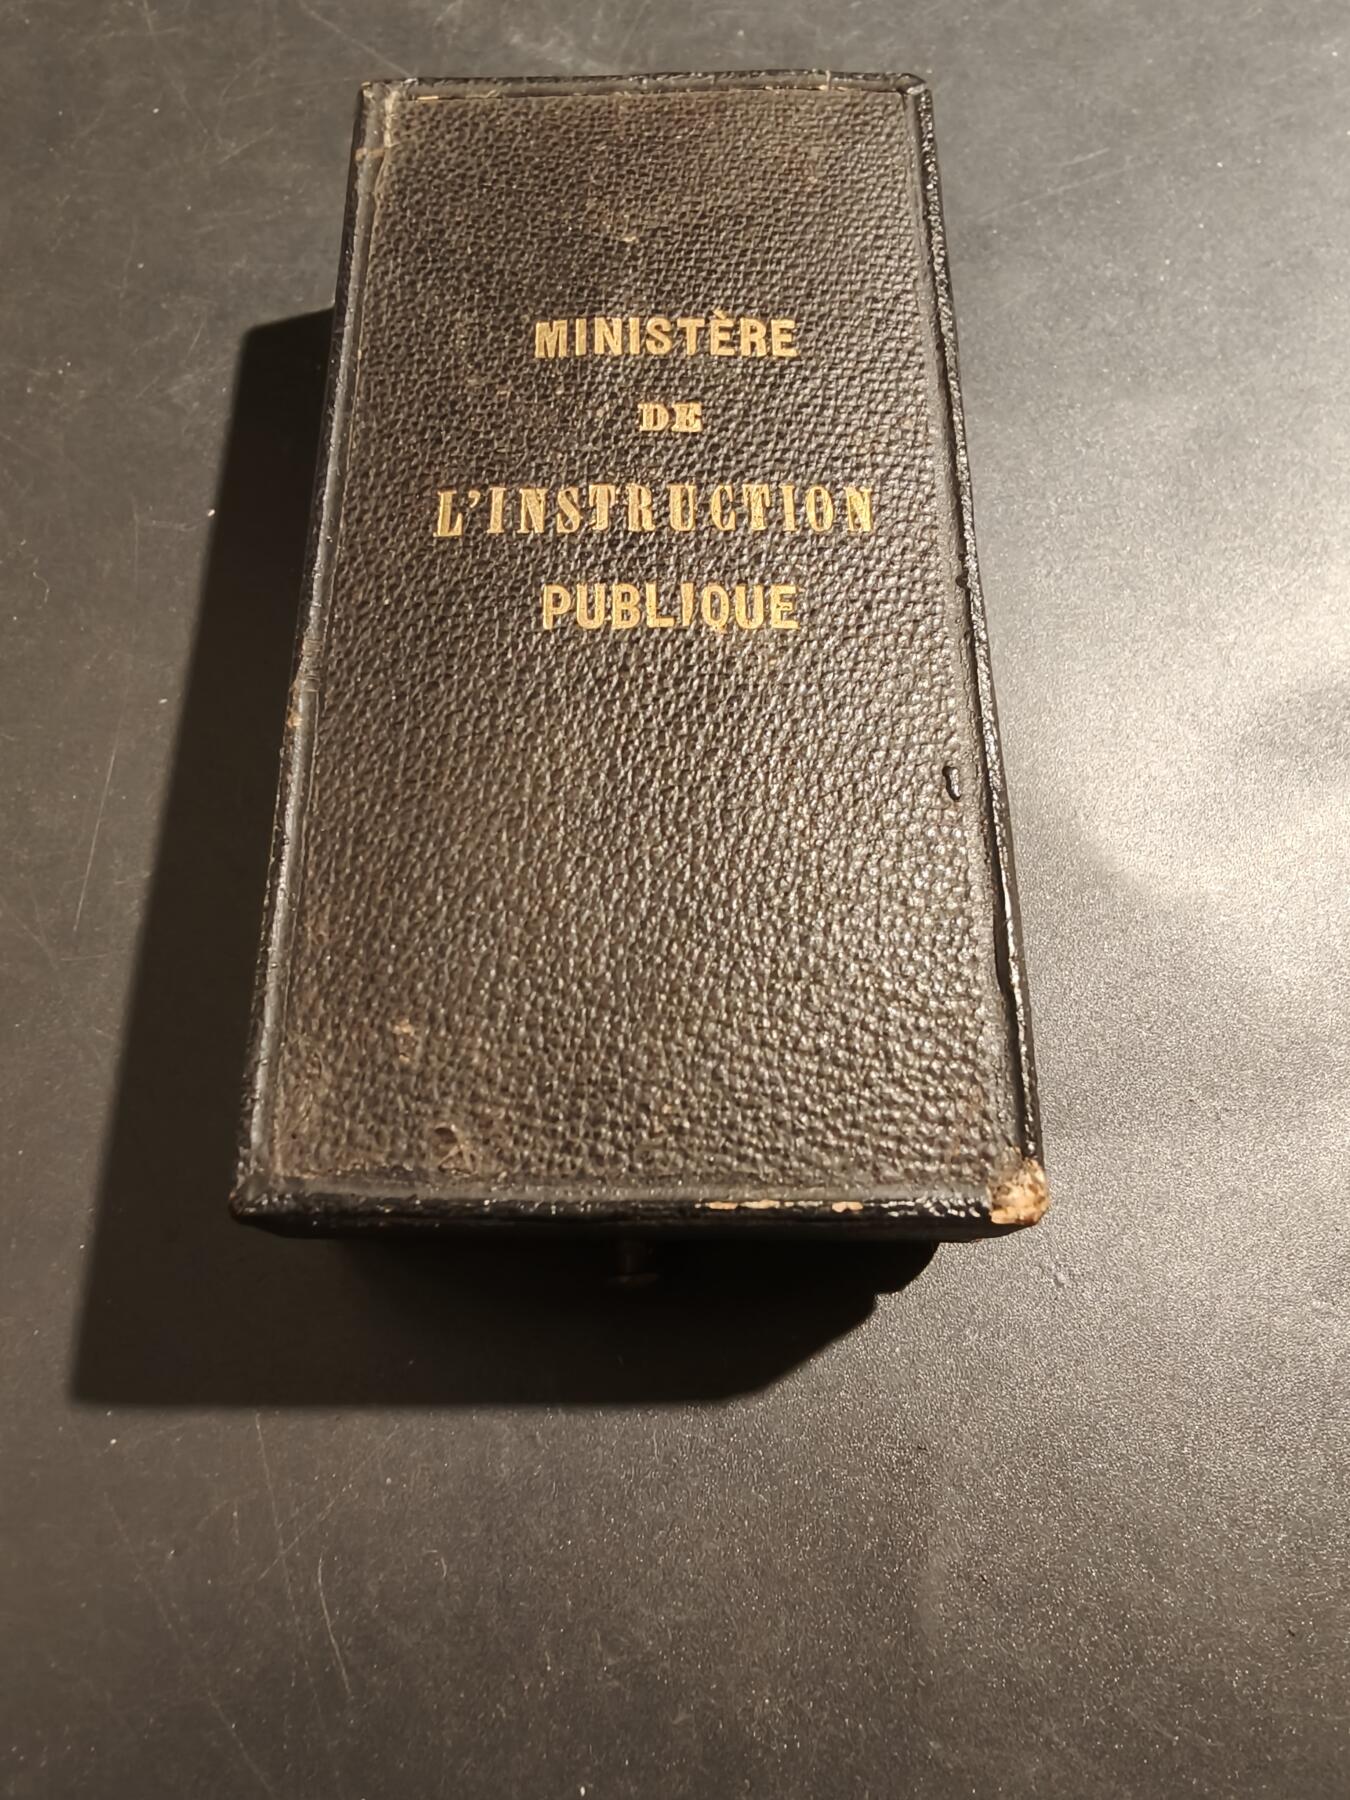 MINISTÈRE
DE
L'INSTRUCTION
PUBLIQUE